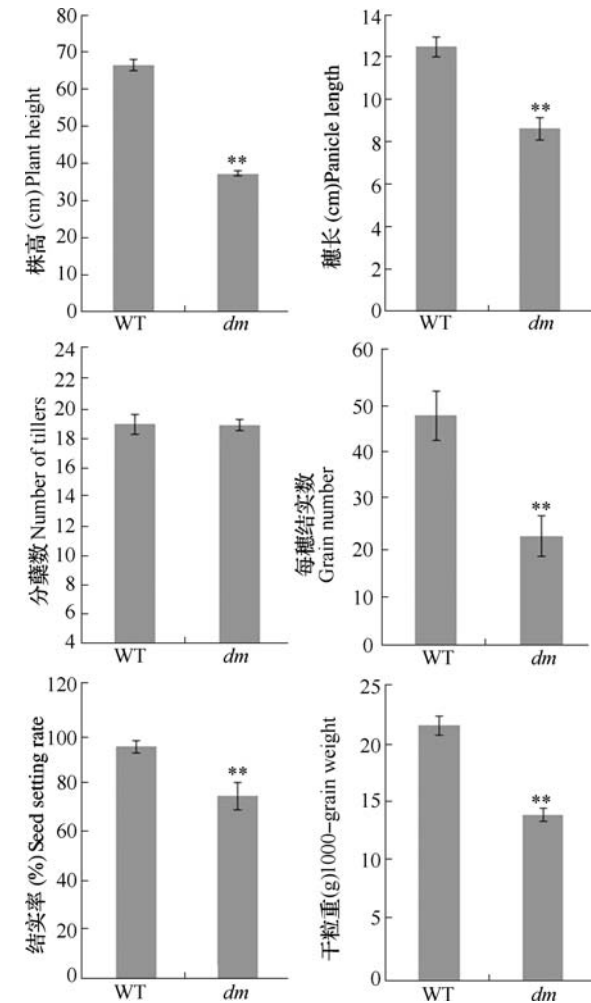 株高 (cm) Plant height
80
70
60
50
40
30
20
10
0
**
WT
dm
穗长 (cm)Panicle length
14
12
10
8
6
4
2
0
**
WT
dm
分蘖数 Number of tillers
24
22
20
18
16
14
12
10
8
6
4
WT
dm
每穗结实数
Grain number
60
50
40
30
20
10
0
**
WT
dm
结实率 (%) Seed setting rate
120
100
80
60
40
20
0
**
WT
dm
千粒重(g)1000-grain weight
25
20
15
10
5
0
**
WT
dm